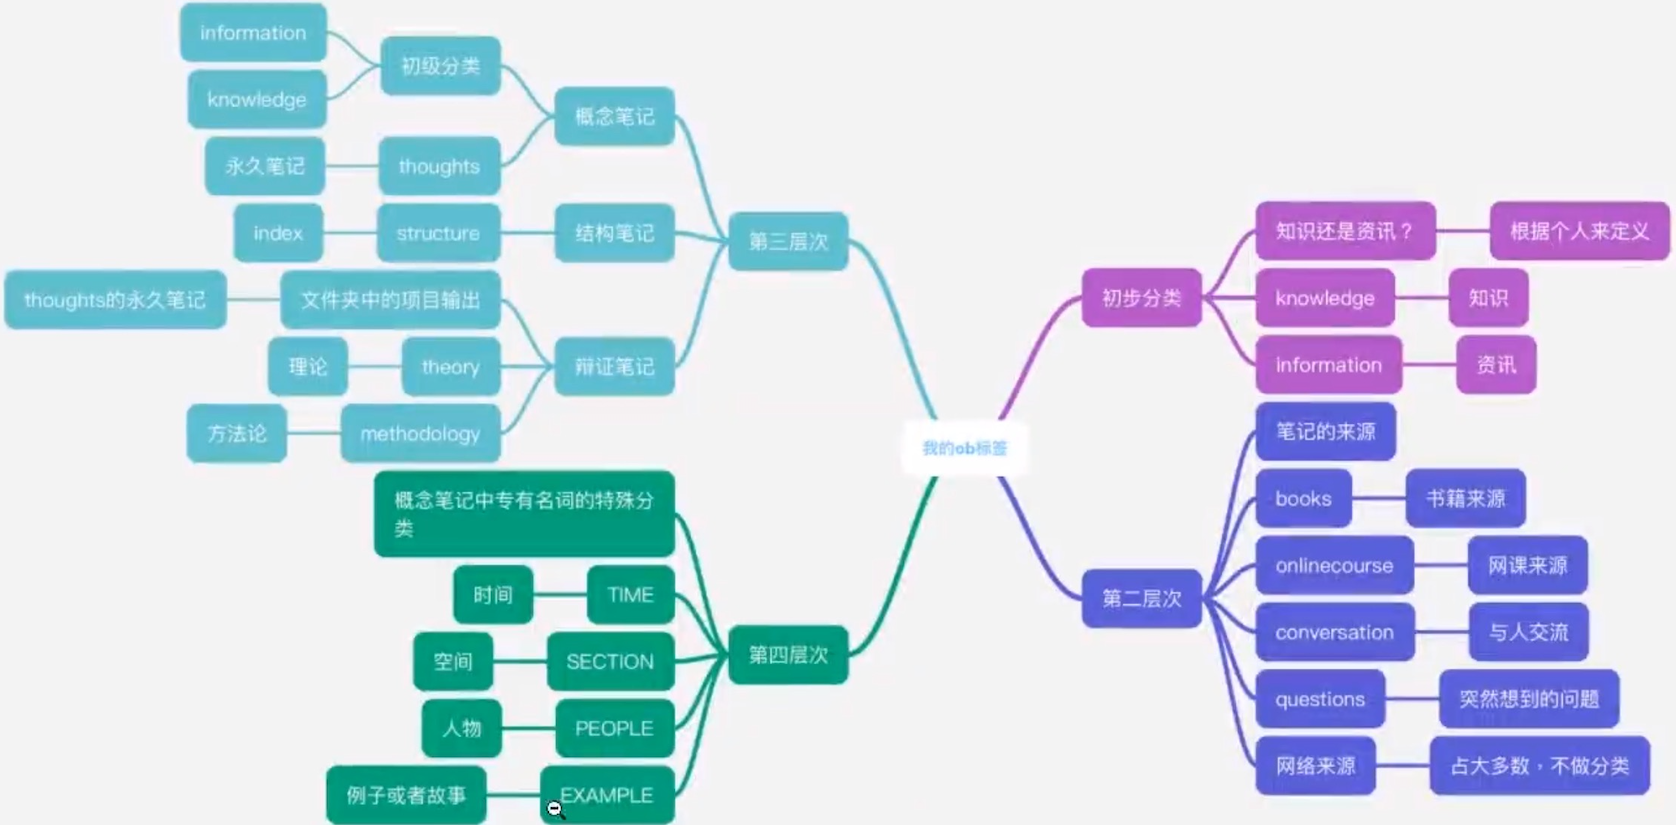 我的ob标签
初步分类
知识还是资讯？
根据个人来定义
knowledge
知识
information
资讯
第二层次
笔记的来源
books
书籍来源
onlinecourse
网课来源
conversation
与人交流
questions
突然想到的问题
网络来源
占大多数，不做分类
第三层次
概念笔记
初级分类
information
knowledge
thoughts
永久笔记
结构笔记
structure
index
辩证笔记
文件夹中的项目输出
thoughts的永久笔记
theory
理论
methodology
方法论
第四层次
概念笔记中专有名词的特殊分
类
TIME
时间
SECTION
空间
PEOPLE
人物
EXAMPLE
例子或者故事